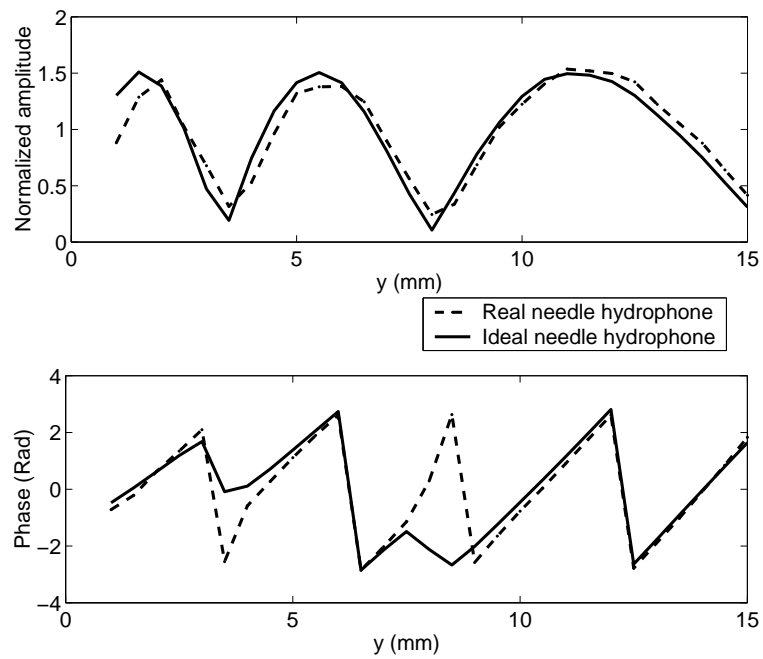 2
1.5
1
0.5
0
Normalized amplitude
0 5 10 15
y (mm)
Real needle hydrophone
Ideal needle hydrophone
4
2
0
−2
−4
Phase (Rad)
0 5 10 15
y (mm)